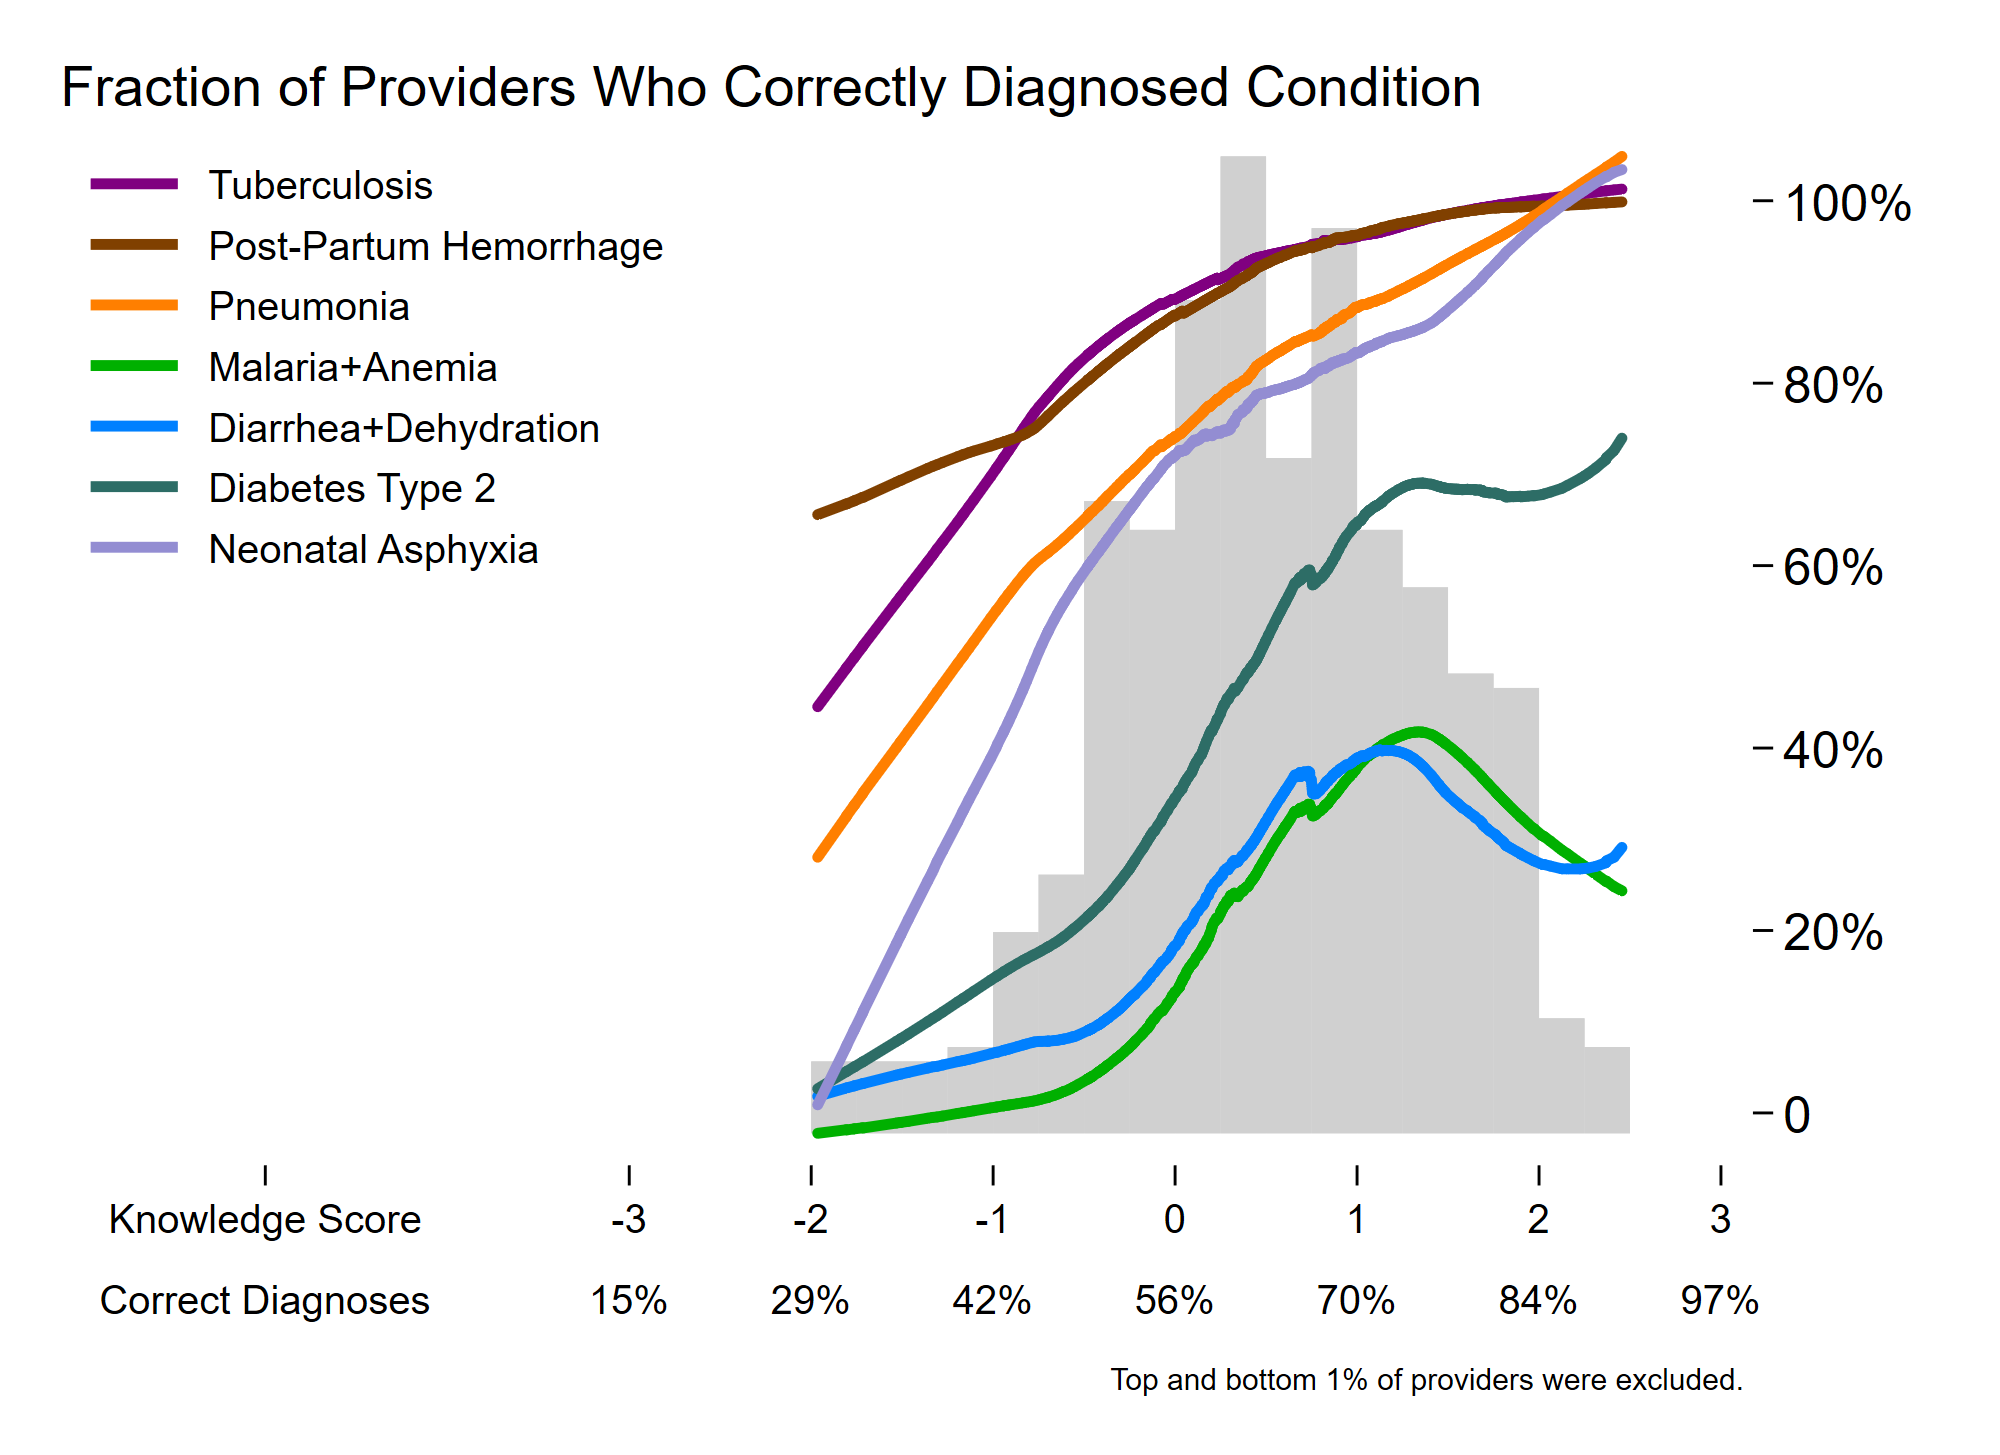 Fraction of Providers Who Correctly Diagnosed Condition
Tuberculosis
Post-Partum Hemorrhage
Pneumonia
Malaria+Anemia
Diarrhea+Dehydration
Diabetes Type 2
Neonatal Asphyxia
100%
80%
60%
40%
20%
0
Knowledge Score -3 -2 -1 0 1 2 3
Correct Diagnoses 15% 29% 42% 56% 70% 84% 97%
Top and bottom 1% of providers were excluded.